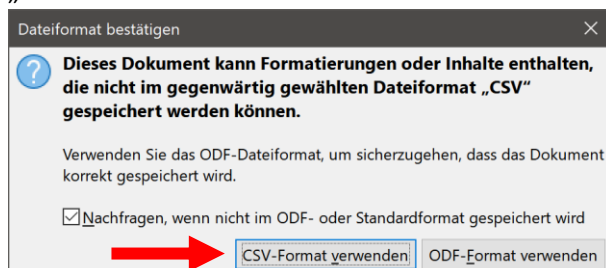 „
Dateiformat bestätigen
Dieses Dokument kann Formatierungen oder Inhalte enthalten,
die nicht im gegenwärtig gewählten Dateiformat „CSV“
gespeichert werden können.
Verwenden Sie das ODF-Dateiformat, um sicherzugehen, dass das Dokument
korrekt gespeichert wird.
Nachfragen, wenn nicht im ODF- oder Standardformat gespeichert wird
CSV-Format verwenden ODF-Format verwenden